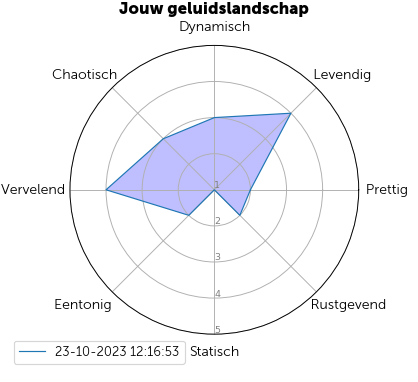 Jouw geluidslandschap
Dynamisch
Chaotisch
Levendig
Vervelend
Prettig
1
2
3
4
5
Eentonig
Rustgevend
23-10-2023 12:16:53
Statisch